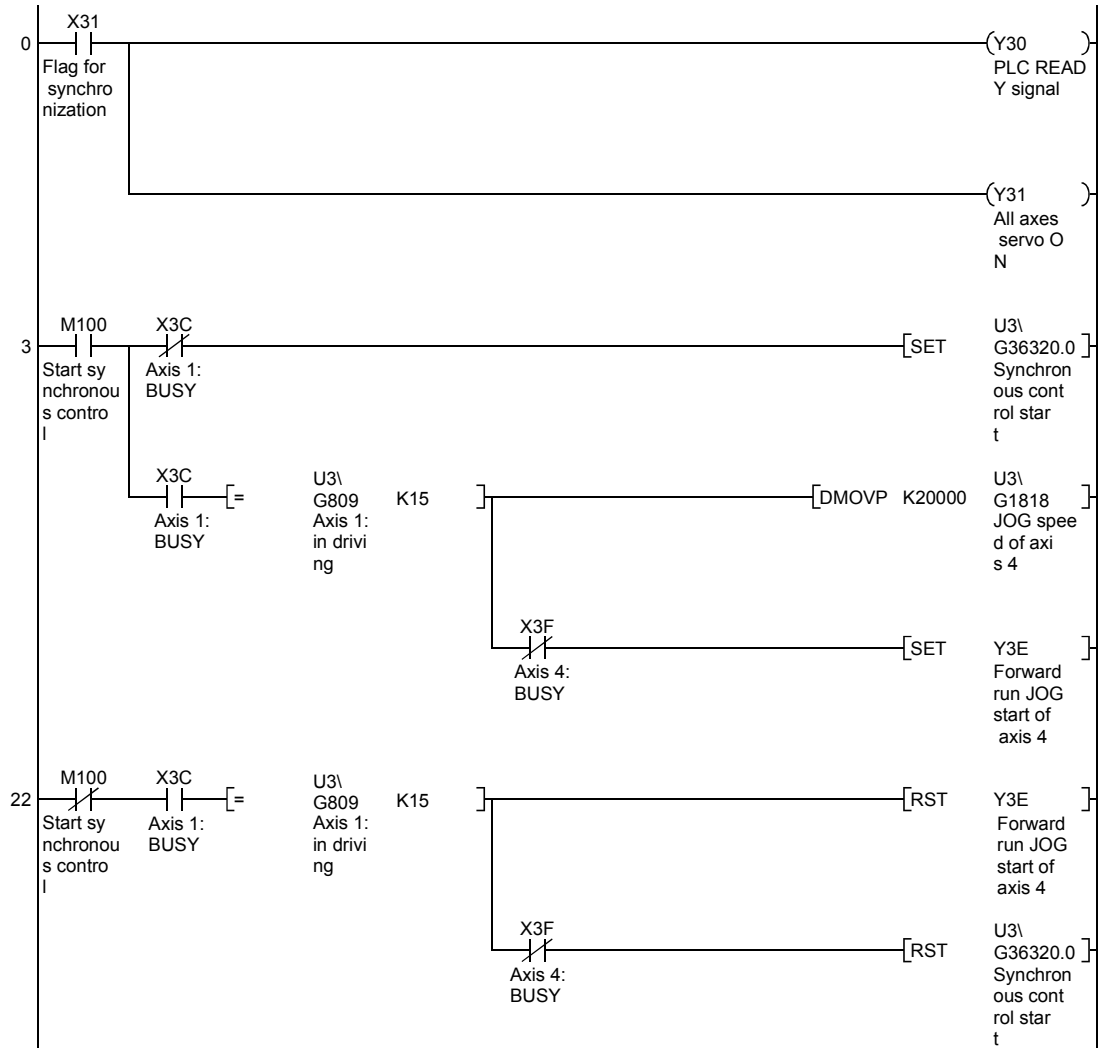 X31
0
(Y30 )
Flag for
synchro
nization
PLC READ
Y signal
(Y31 )
All axes
servo O
N
M100 X3C
3
[SET U3\
G36320.0 ]
Start sy
nchronou
s contro
l
Axis 1:
BUSY
Synchron
ous cont
rol star
t
X3C
[= U3\
G809 K15 ]
[DMOVP K20000 U3\
G1818 ]
Axis 1:
BUSY
Axis 1:
in drivi
ng
JOG spee
d of axi
s 4
X3F
[SET Y3E ]
Axis 4:
BUSY
Forward
run JOG
start of
axis 4
M100 X3C
22
[= U3\
G809 K15 ]
[RST Y3E ]
Start sy
nchronou
s contro
l
Axis 1:
BUSY
Axis 1:
in drivi
ng
Forward
run JOG
start of
axis 4
X3F
[RST U3\
G36320.0 ]
Axis 4:
BUSY
Synchron
ous cont
rol star
t